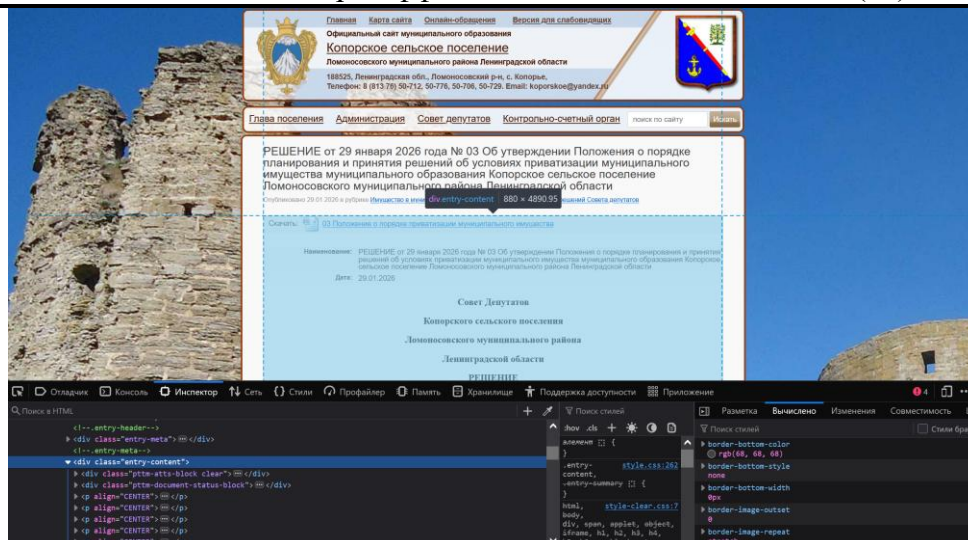 Главная Карта сайта Онлайн-обращения Версия для слабовидящих
Официальный сайт муниципального образования
Копорское сельское поселение
Ломоносовского муниципального района Ленинградской области
188525, Ленинградская обл., Ломоносовский р-н, с. Копорье,
Телефон: 8 (813 76) 50-712, 50-776, 50-706, 50-729. Email: koporskoe@yandex.ru
Глава поселения Администрация Совет депутатов Контрольно-счетный орган поиск по сайту Искать
РЕШЕНИЕ от 29 января 2026 года № 03 Об утверждении Положения о порядке
планирования и принятия решений об условиях приватизации муниципального
имущества муниципального образования Копорское сельское поселение
Ломоносовского муниципального района Ленинградской области
Опубликовано 29.01.2026 в рубрике Имущество в
div.entry-content 880 × 4890.95
решений Совета депутатов
Скачать: 03 Положение о порядке приватизации муниципального имущества
Наименование: РЕШЕНИЕ от 29 января 2026 года № 03 Об утверждении Положения о порядке планирования и принятия
решений об условиях приватизации муниципального имущества муниципального образования Копорское
сельское поселение Ломоносовского муниципального района Ленинградской области
Дата: 29.01.2026
Совет Депутатов
Копорского сельского поселения
Ломоносовского муниципального района
Ленинградской области
РЕШЕНИЕ
Отладчик Консоль Инспектор Сеть Стили Профайлер Память Хранилище Поддержка доступности Приложение 4
Поиск в HTML
Поиск стилей
Разметка Вычислено Изменения Совместимость
:hov .cls
Поиск стилей
Стили бра
<!--.entry-header-->
<div class="entry-meta"></div>
<!--.entry-meta-->
<div class="entry-content">
<div class="pttm-atts-block clear"></div>
<div class="pttm-document-status-block"></div>
<p align="CENTER"></p>
<p align="CENTER"></p>
<p align="CENTER"></p>
<p align="CENTER"></p>
элемент {
}
.entry- style.css:262
content,
.entry-summary {
}
html, style-clear.css:7
body,
div, span, applet, object,
iframe, h1, h2, h3, h4,
border-bottom-color
rgb(68, 68, 68)
border-bottom-style
none
border-bottom-width
0px
border-image-outset
0
border-image-repeat